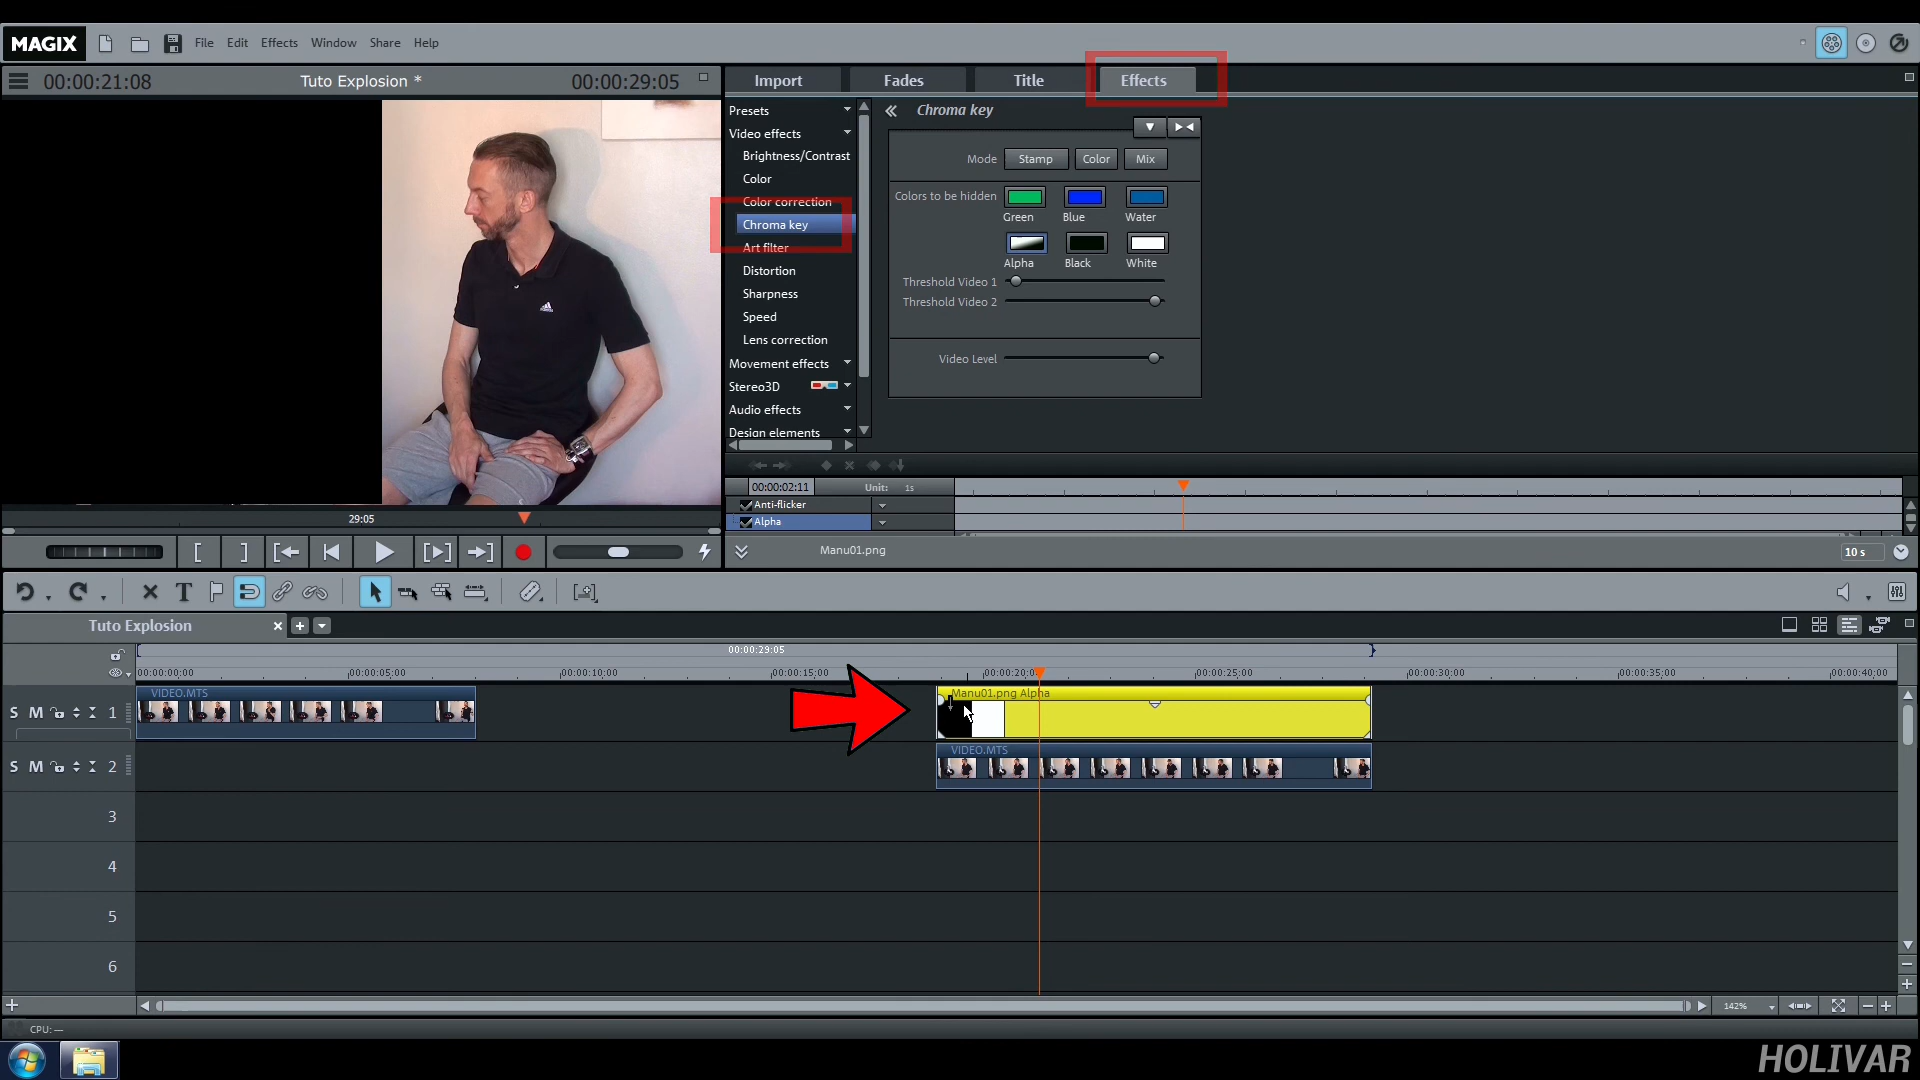 MAGIX File Edit Effects Window Share Help
00:00:21:08 Tuto Explosion * 00:00:29:05
Import Fades Title Effects
Presets
Video effects
Brightness/Contrast
Color
Color correction
Chroma key
Art filter
Distortion
Sharpness
Speed
Lens correction
Movement effects
Stereo3D
Audio effects
Design elements
Chroma key
Mode Stamp Color Mix
Colors to be hidden
Green Blue Water
Alpha Black White
Threshold Video 1
Threshold Video 2
Video Level
00:00:02:11 Unit: 1s
Anti-flicker
Alpha
29:05
Manu01.png 10 s
Tuto Explosion
00:00:29:05
00:00:00:00 00:00:05:00 00:00:10:00 00:00:15:00 00:00:20:0 00:00:25:00 00:00:30:00 00:00:35:00 00:00:40:00
VIDEO.MTS Manu01.png Alpha
S M 1
VIDEO.MTS
S M 2
3
4
5
6
142%
CPU: —
HOLIVAR